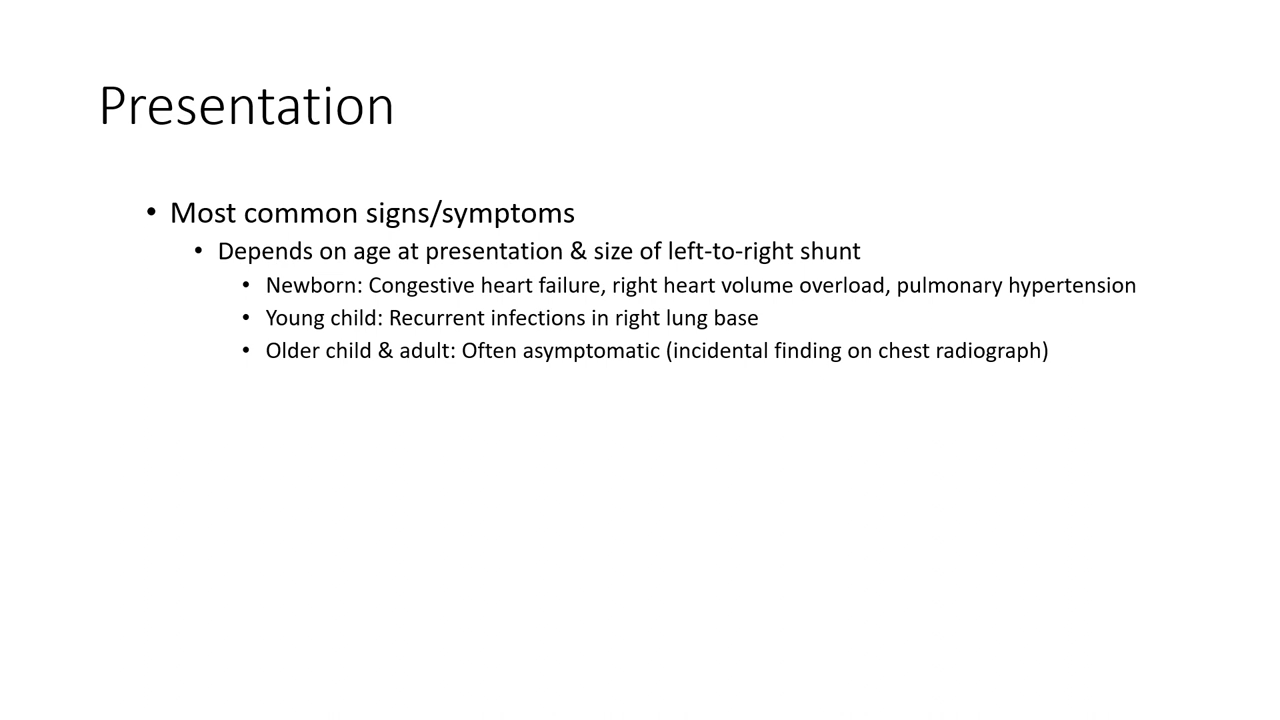 Presentation
• Most common signs/symptoms
• Depends on age at presentation & size of left-to-right shunt
• Newborn: Congestive heart failure, right heart volume overload, pulmonary hypertension
• Young child: Recurrent infections in right lung base
• Older child & adult: Often asymptomatic (incidental finding on chest radiograph)